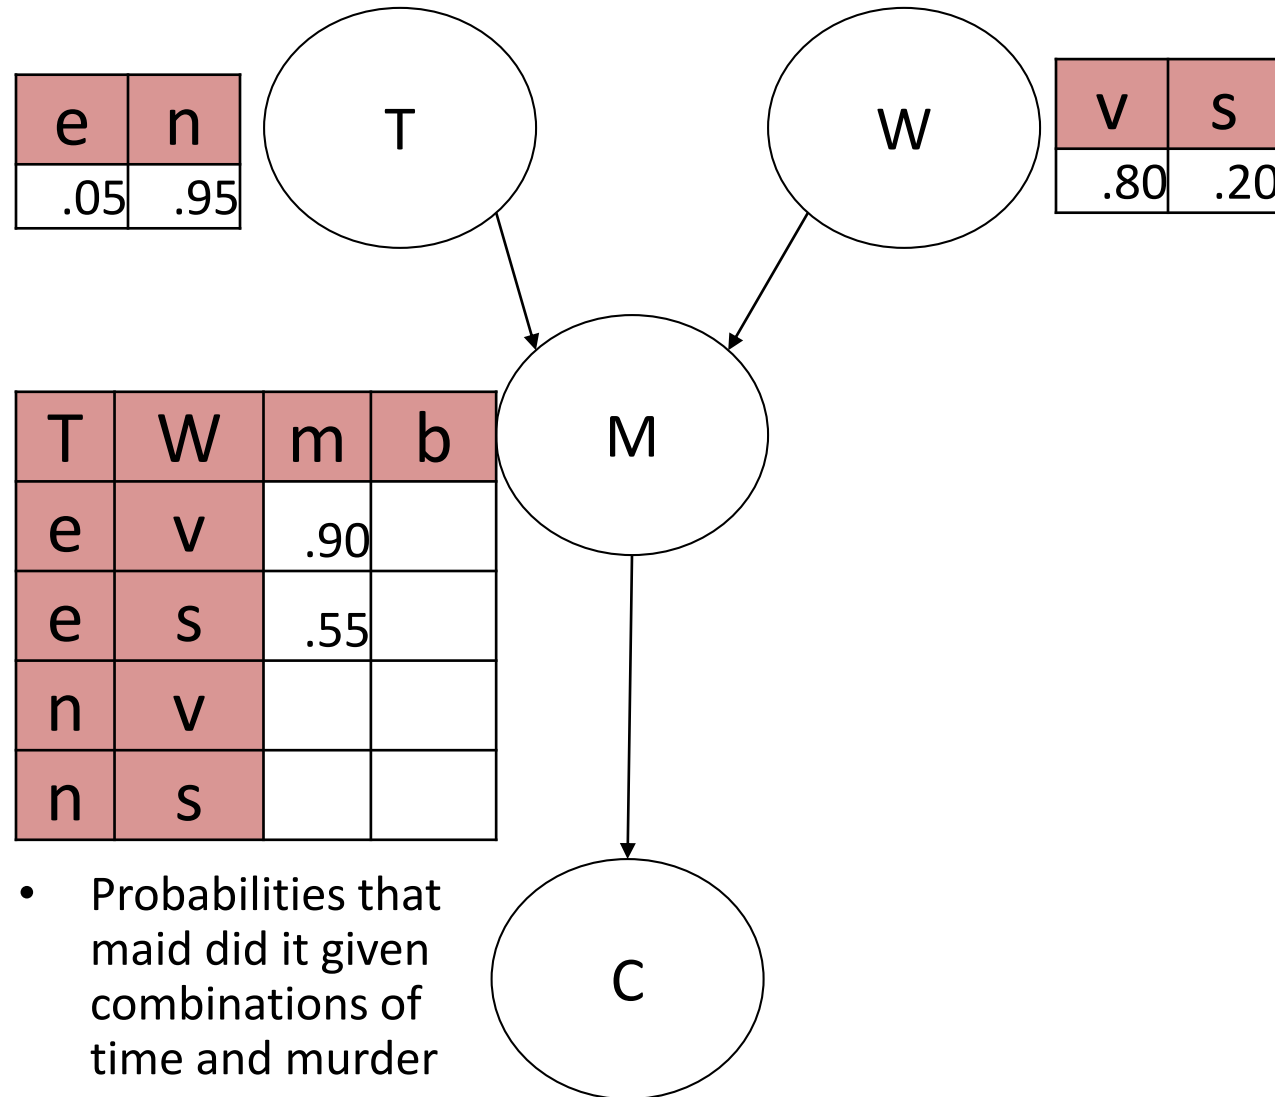 e n
.05 .95
T
W
v s
.80 .20
T W m b
e v .90
e s .55
n v
n s
M
• Probabilities that
maid did it given
combinations of
time and murder
C